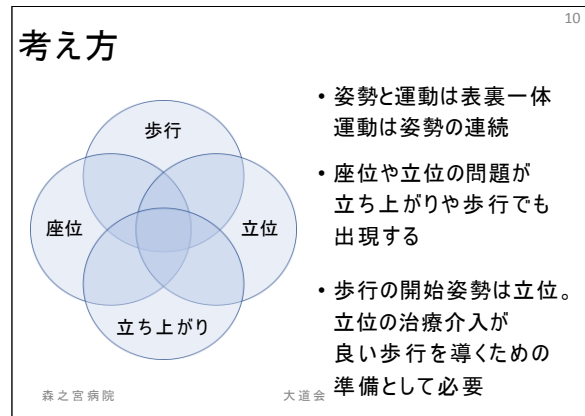 10
考え方
歩行
座位
立位
立ち上がり
• 姿勢と運動は表裏一体
運動は姿勢の連続
• 座位や立位の問題が
立ち上がりや歩行でも
出現する
• 歩行の開始姿勢は立位。
立位の治療介入が
良い歩行を導くための
準備として必要
森之宮病院
大道会